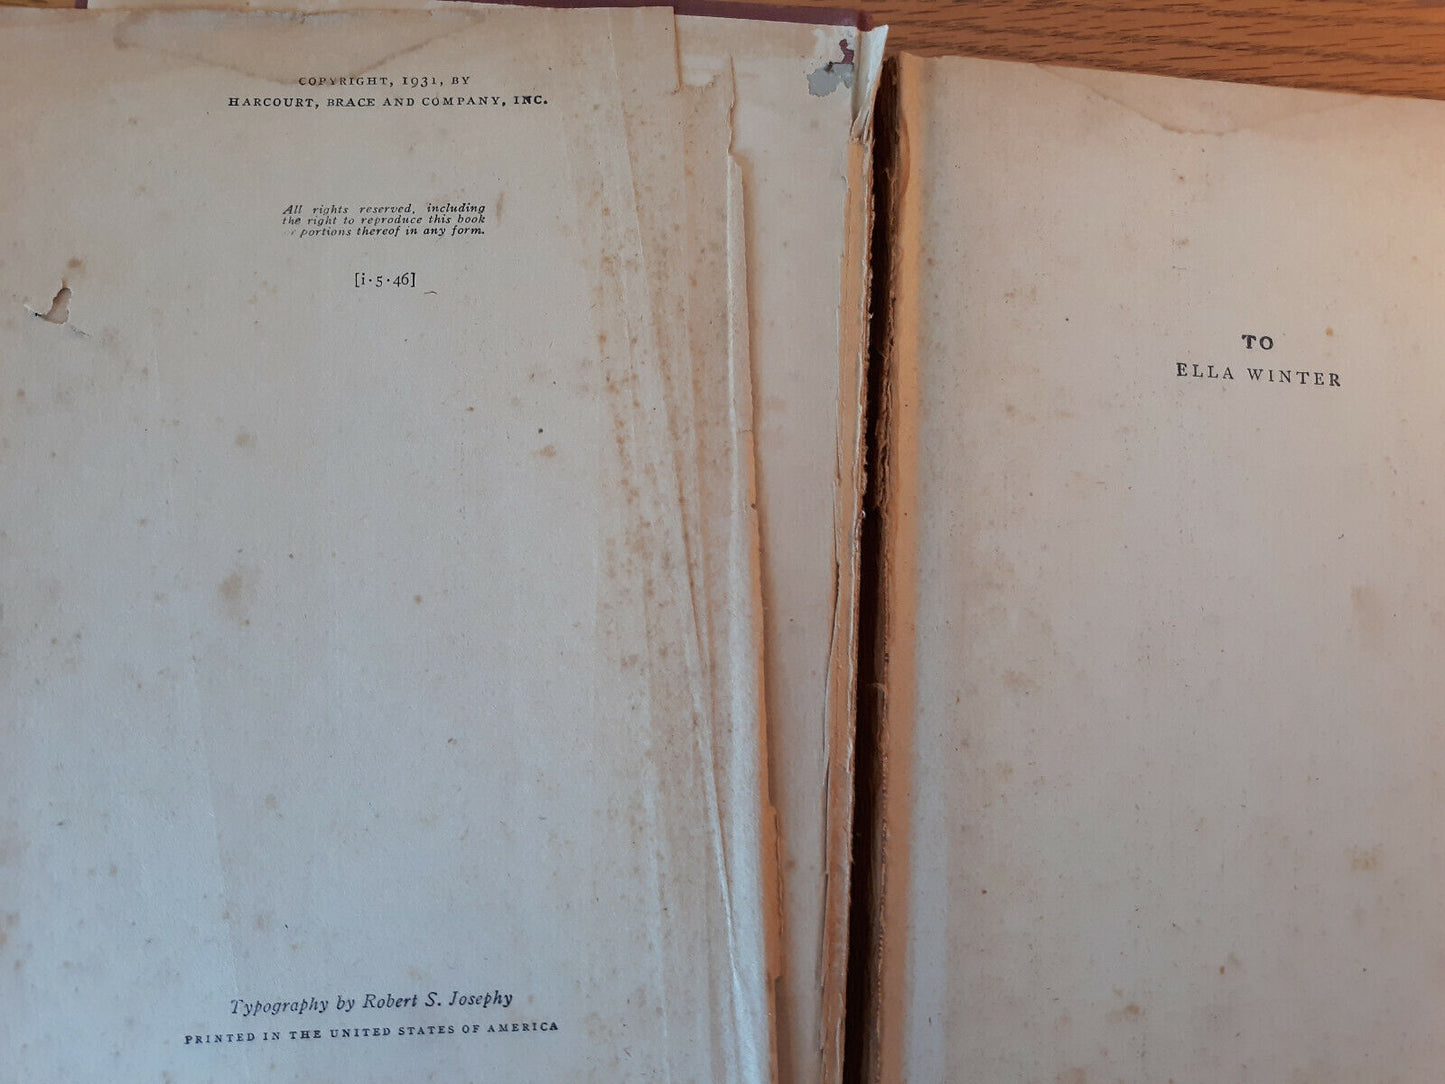 COPYRIGHT, 1931, BY
HARCOURT, BRACE AND COMPANY, INC.
All rights reserved, including
the right to reproduce this book
or portions thereof in any form.
[i·5·46]
Typography by Robert S. Josephy
PRINTED IN THE UNITED STATES OF AMERICA
TO
ELLA WINTER